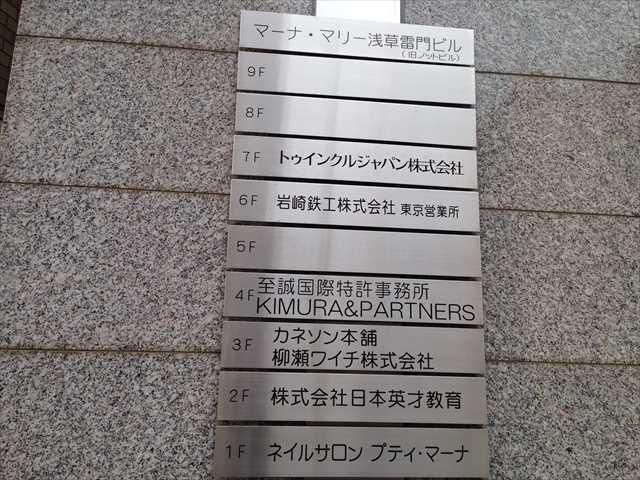 マーナ・マリー浅草雷門ビル
(旧ノットビル)
9F
8F
7F トゥインクルジャパン株式会社
6F 岩崎鉄工株式会社 東京営業所
5F
4F 至誠国際特許事務所
KIMURA&PARTNERS
3F カネソン本舗
柳瀬ワイチ株式会社
2F 株式会社日本英才教育
1F ネイルサロン プティ・マーナ